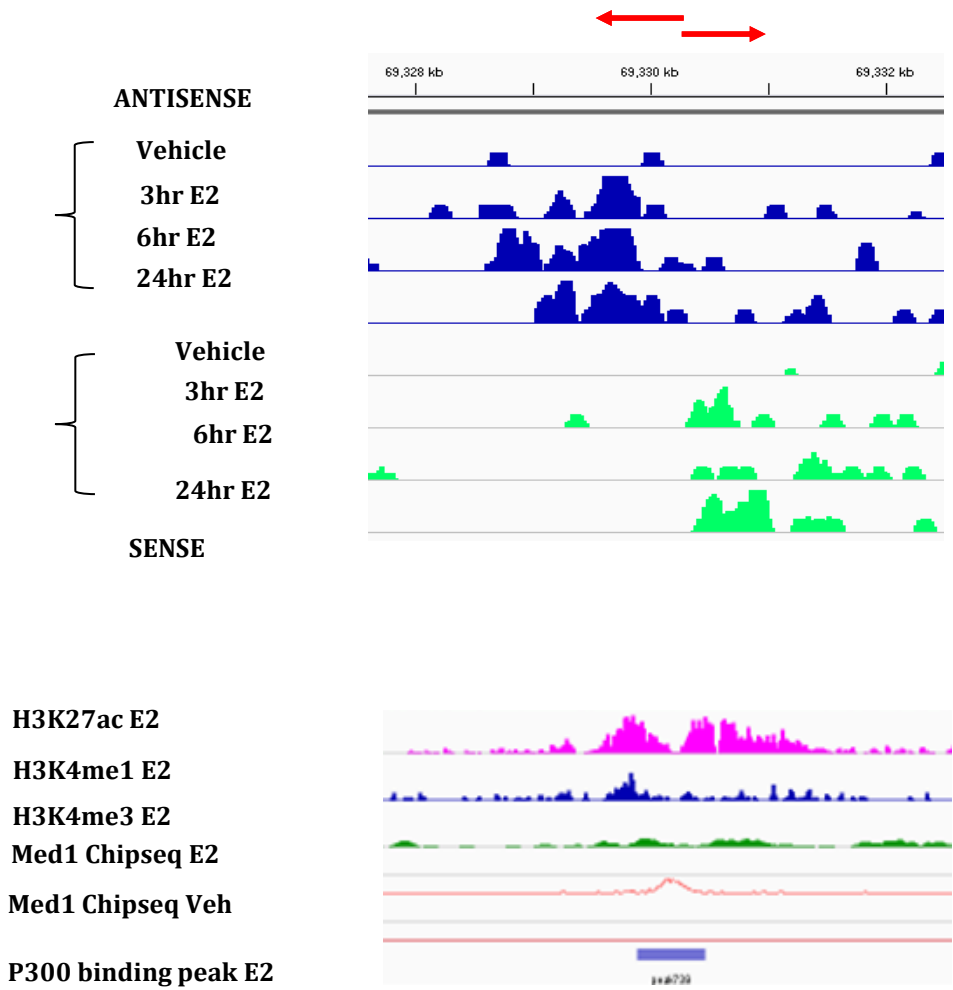 69,328 kb 69,330 kb 69,332 kb
ANTISENSE
Vehicle
3hr E2
6hr E2
24hr E2
Vehicle
3hr E2
6hr E2
24hr E2
SENSE
H3K27ac E2
H3K4me1 E2
H3K4me3 E2
Med1 Chipseq E2
Med1 Chipseq Veh
P300 binding peak E2